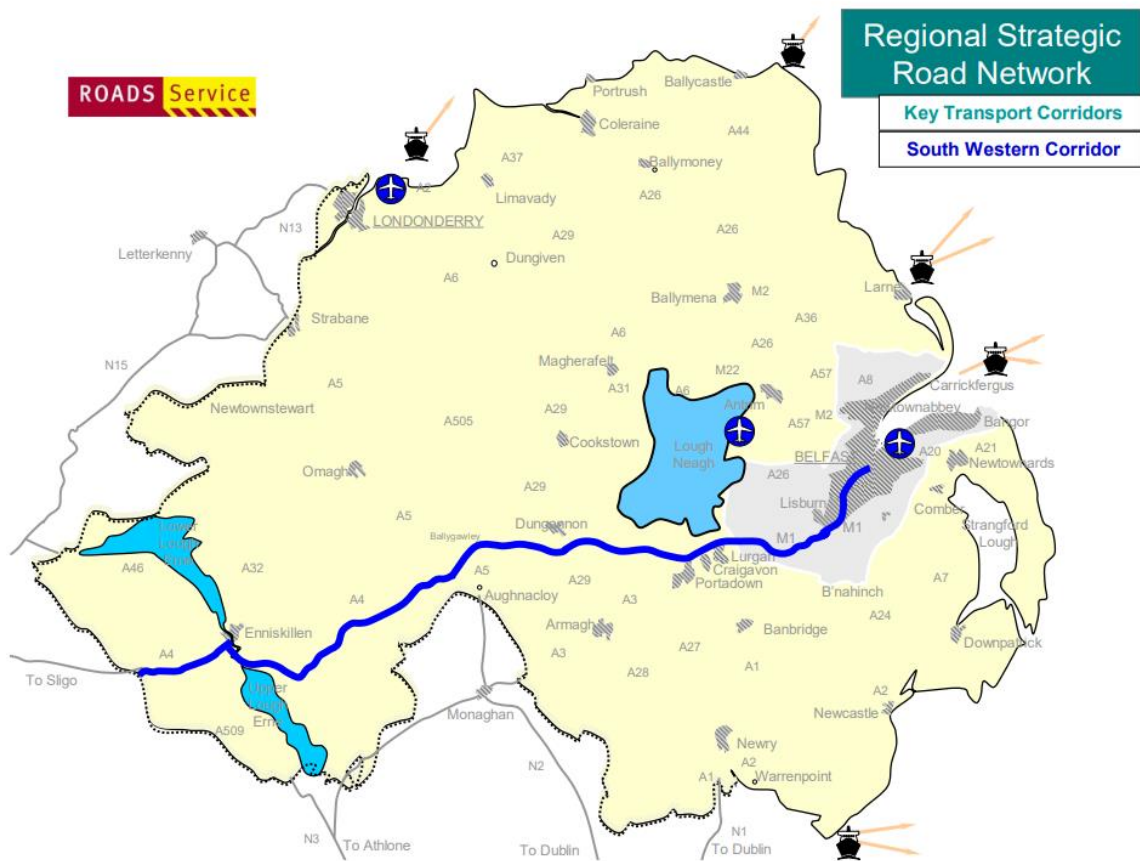 Regional Strategic
Road Network
Key Transport Corridors
South Western Corridor
ROADS Service
Ballycastle
Portrush
Coleraine
A44
A37
Ballymoney
A2
Limavady
A26
LONDONDERRY
N13
A29
A26
Letterkenny
Dungiven
A6
Ballymena
M2
Larne
Strabane
A36
A6
A26
N15
Magherafelt
M22
A57
A8
Carrickfergus
A5
A31
A6
Antrim
Newtownstewart
A29
M2
Newtownabbey
A505
A57
Bangor
Cookstown
Lough
Neagh
BELFAST
A20
A21
Newtownards
Omagh
A26
A29
Lisburn
Comber
A5
Dungannon
M1
Strangford
Lough
Lower
Lough
Erne
Ballygawley
M1
A46
A32
Lurgan
Craigavon
Portadown
A5
A29
A7
Aughnacloy
B'nahinch
A4
A3
A24
Enniskillen
Armagh
Banbridge
Downpatrick
A4
A3
A27
A1
To Sligo
A28
Upper
Lough
Erne
Monaghan
A2
Newcastle
A509
Newry
N2
A2
A1
Warrenpoint
N3
To Athlone
To Dublin
N1
To Dublin